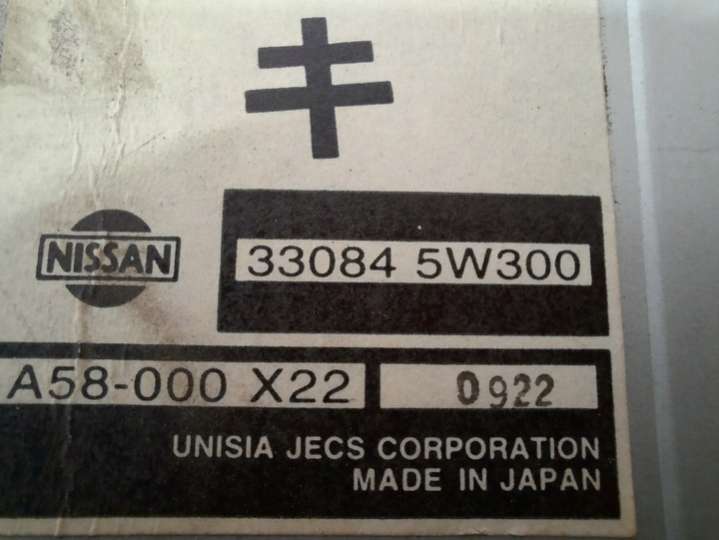 キ
NISSAN
33084 5W300
A58-000 X22
0922
UNISIA JECS CORPORATION
MADE IN JAPAN